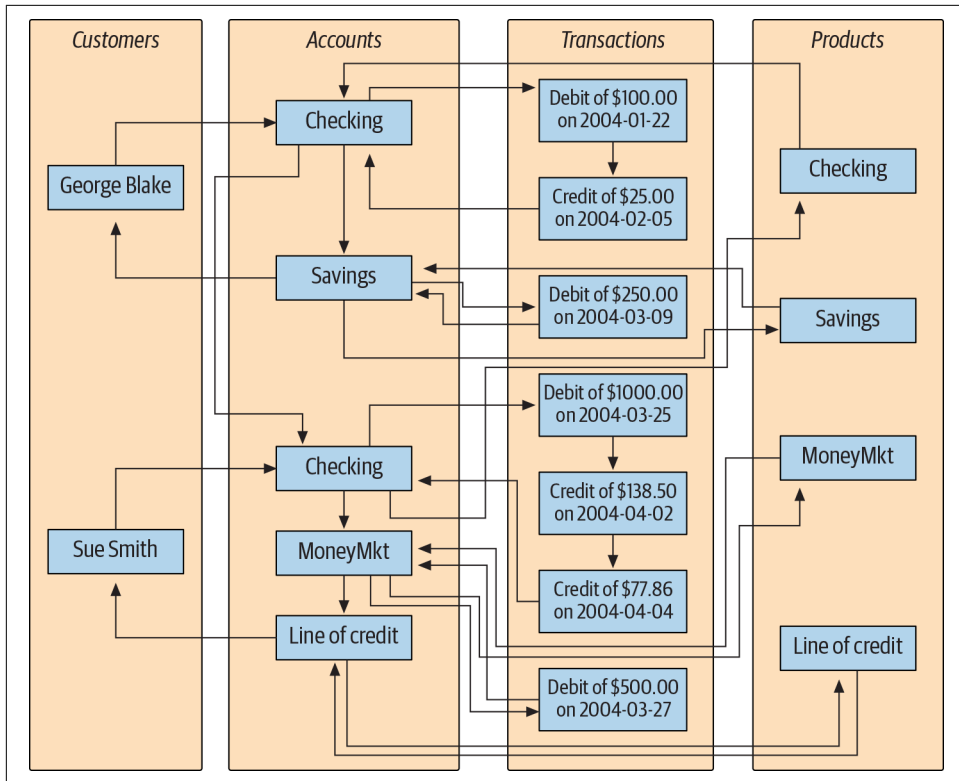 Customers
Accounts
Transactions
Products
George Blake
Sue Smith
Checking
Savings
Checking
MoneyMkt
Line of credit
Debit of $100.00
on 2004-01-22
Credit of $25.00
on 2004-02-05
Debit of $250.00
on 2004-03-09
Debit of $1000.00
on 2004-03-25
Credit of $138.50
on 2004-04-02
Credit of $77.86
on 2004-04-04
Debit of $500.00
on 2004-03-27
Checking
Savings
MoneyMkt
Line of credit